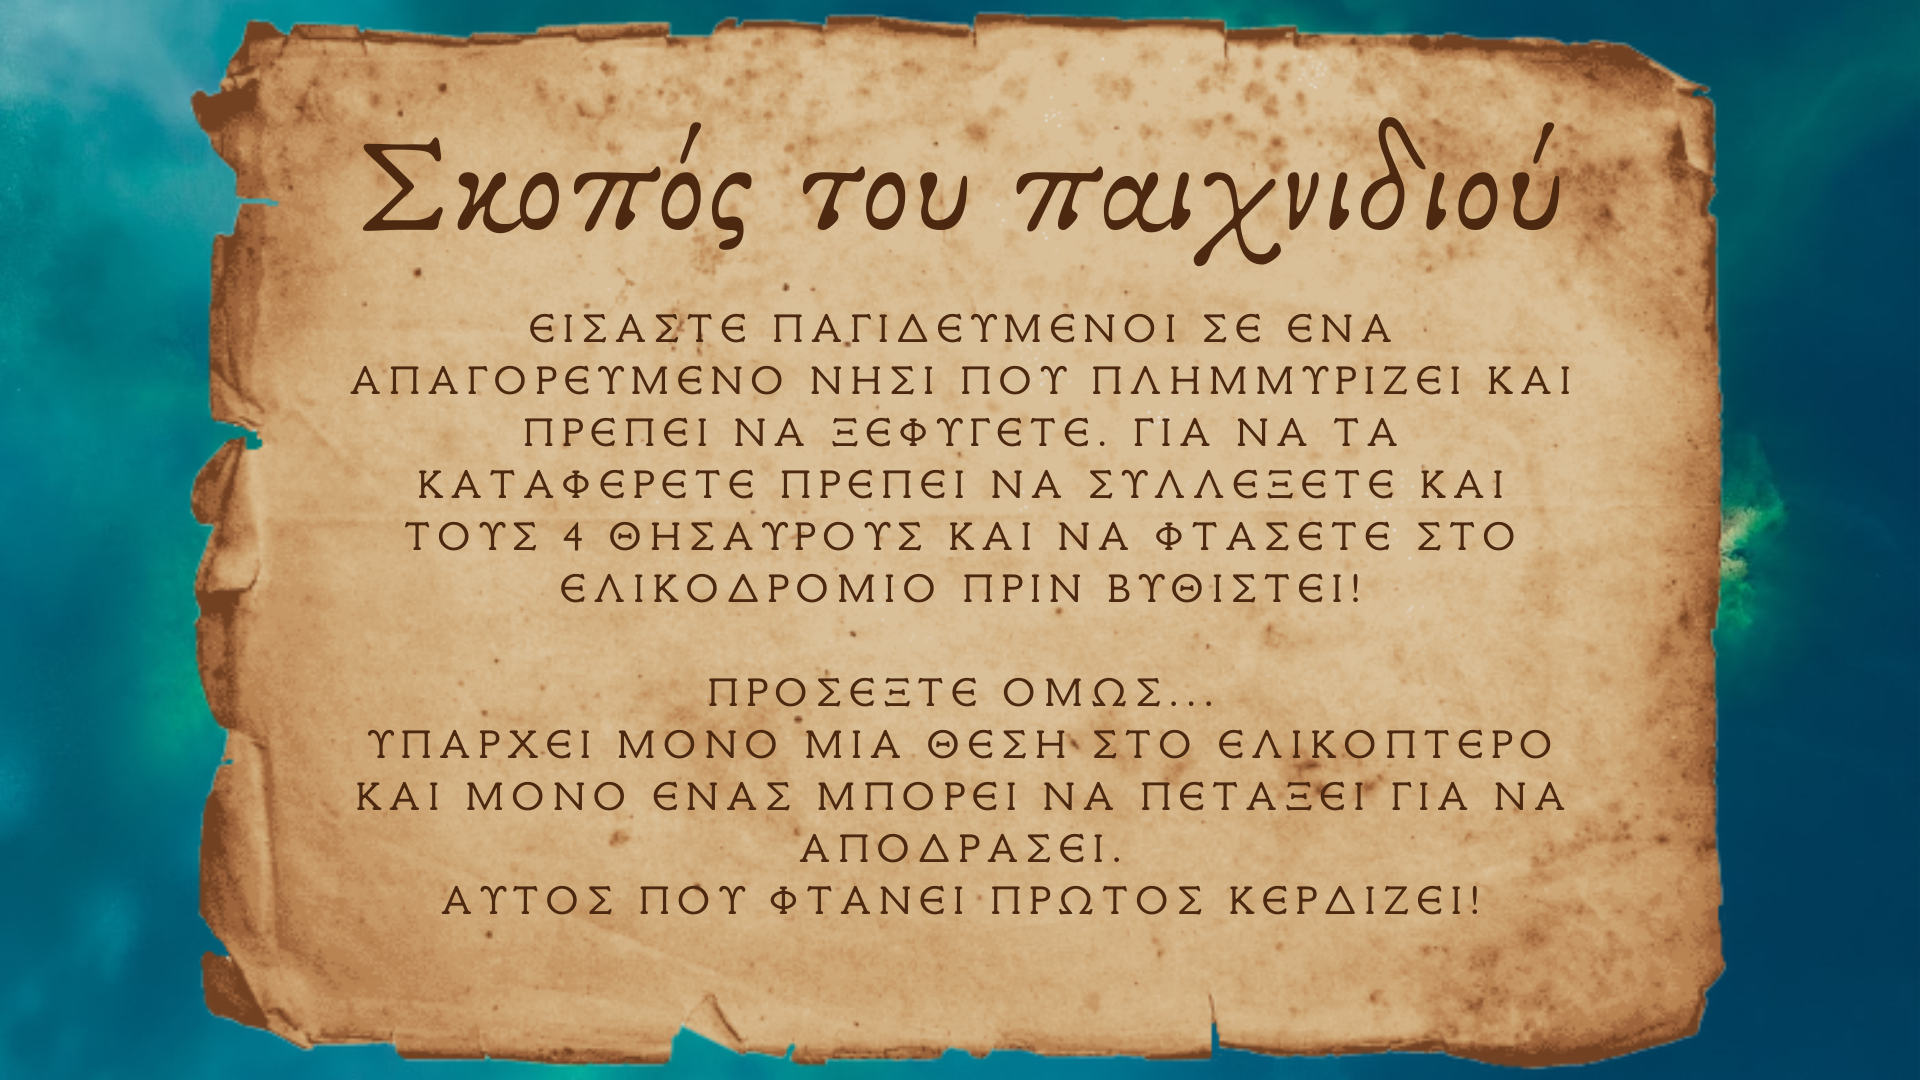 Σκοπός του παιχνιδιού
ΕΙΣΑΣΤΕ ΠΑΓΙΔΕΥΜΕΝΟΙ ΣΕ ΕΝΑ
ΑΠΑΓΟΡΕΥΜΕΝΟ ΝΗΣΙ ΠΟΥ ΠΛΗΜΜΥΡΙΖΕΙ ΚΑΙ
ΠΡΕΠΕΙ ΝΑ ΞΕΦΥΓΕΤΕ. ΓΙΑ ΝΑ ΤΑ
ΚΑΤΑΦΕΡΕΤΕ ΠΡΕΠΕΙ ΝΑ ΣΥΛΛΕΞΕΤΕ ΚΑΙ
ΤΟΥΣ 4 ΘΗΣΑΥΡΟΥΣ ΚΑΙ ΝΑ ΦΤΑΣΕΤΕ ΣΤΟ
ΕΛΙΚΟΔΡΟΜΙΟ ΠΡΙΝ ΒΥΘΙΣΤΕΙ!
ΠΡΟΣΕΞΤΕ ΟΜΩΣ...
ΥΠΑΡΧΕΙ ΜΟΝΟ ΜΙΑ ΘΕΣΗ ΣΤΟ ΕΛΙΚΟΠΤΕΡΟ
ΚΑΙ ΜΟΝΟ ΕΝΑΣ ΜΠΟΡΕΙ ΝΑ ΠΕΤΑΞΕΙ ΓΙΑ ΝΑ
ΑΠΟΔΡΑΣΕΙ.
ΑΥΤΟΣ ΠΟΥ ΦΤΑΝΕΙ ΠΡΩΤΟΣ ΚΕΡΔΙΖΕΙ!